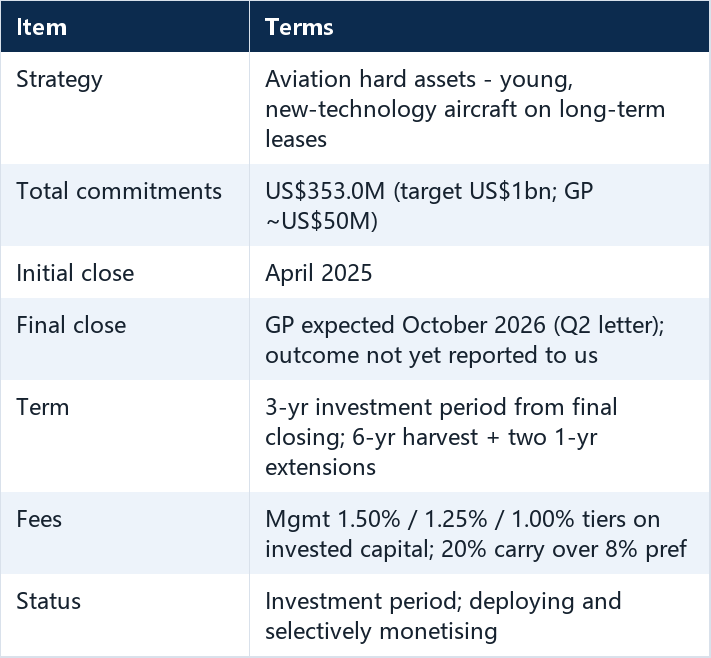 Item Terms
Strategy Aviation hard assets - young,
new-technology aircraft on long-term
leases
Total commitments US$353.0M (target US$1bn; GP
~US$50M)
Initial close April 2025
Final close GP expected October 2026 (Q2 letter);
outcome not yet reported to us
Term 3-yr investment period from final
closing; 6-yr harvest + two 1-yr
extensions
Fees Mgmt 1.50% / 1.25% / 1.00% tiers on
invested capital; 20% carry over 8% pref
Status Investment period; deploying and
selectively monetising